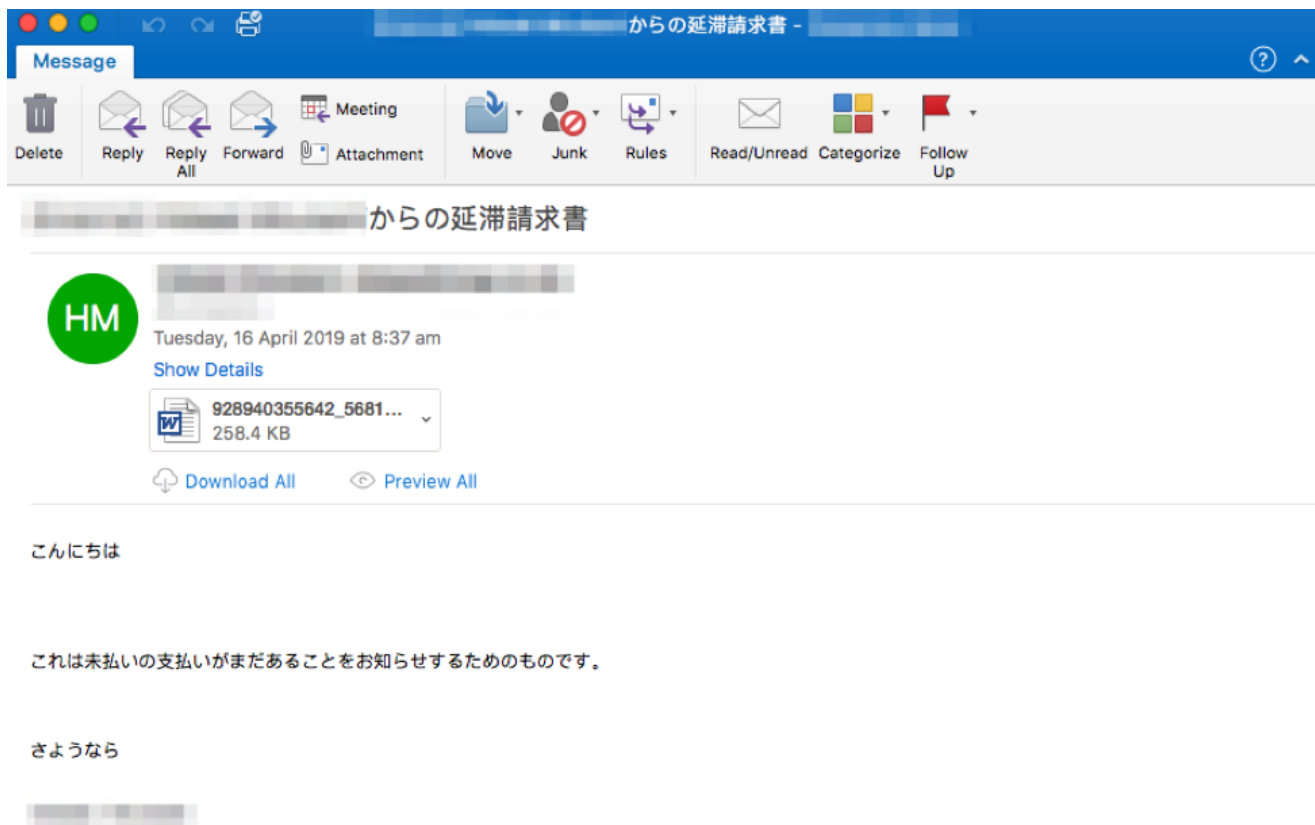 からの延滞請求書 -
Message
?
Delete
Reply
Reply All
Forward
Meeting
Attachment
Move
Junk
Rules
Read/Unread
Categorize
Follow Up
からの延滞請求書
HM
Tuesday, 16 April 2019 at 8:37 am
Show Details
W
928940355642_5681...
258.4 KB
Download All
Preview All
こんにちは
これは未払いの支払いがまだあることをお知らせするためのものです。
さようなら